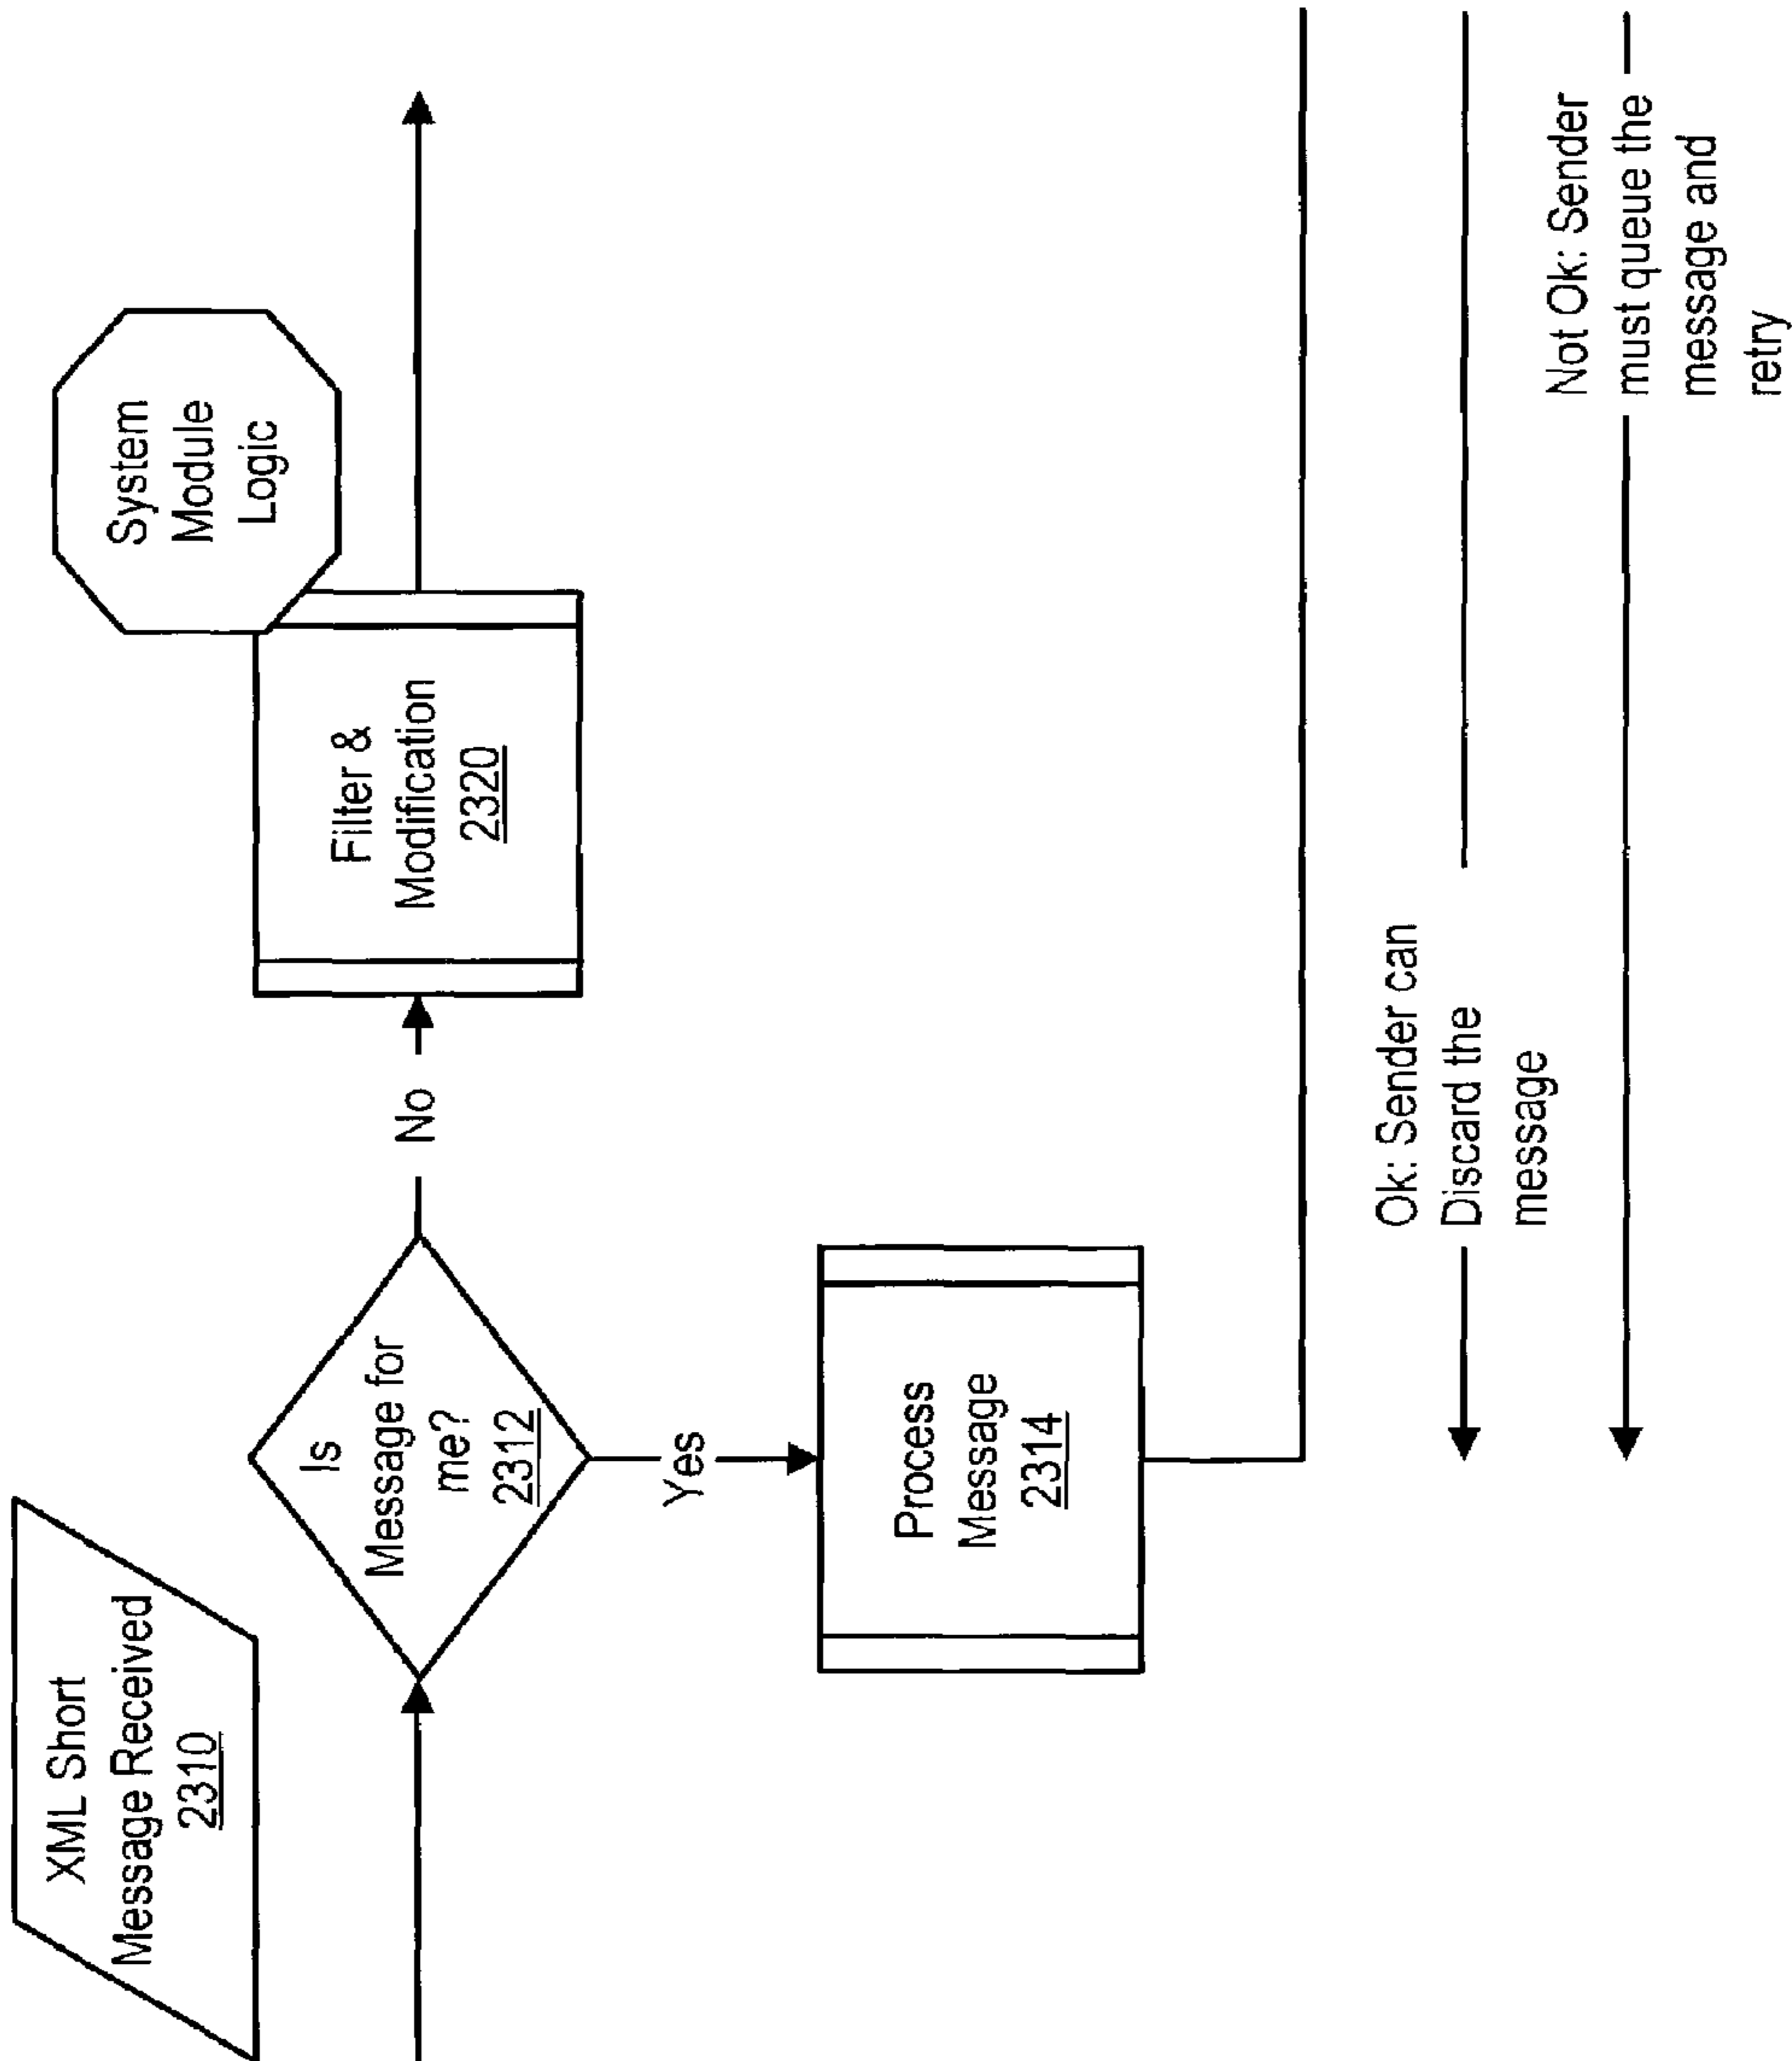 XML Short
Message Received
2310
Is
Message for
me?
2312
No
Filter &
Modification
2320
System
Module
Logic
Yes
Process
Message
2314
Ok: Sender can
Discard the
message
Not Ok: Sender
must queue the
message and
retry